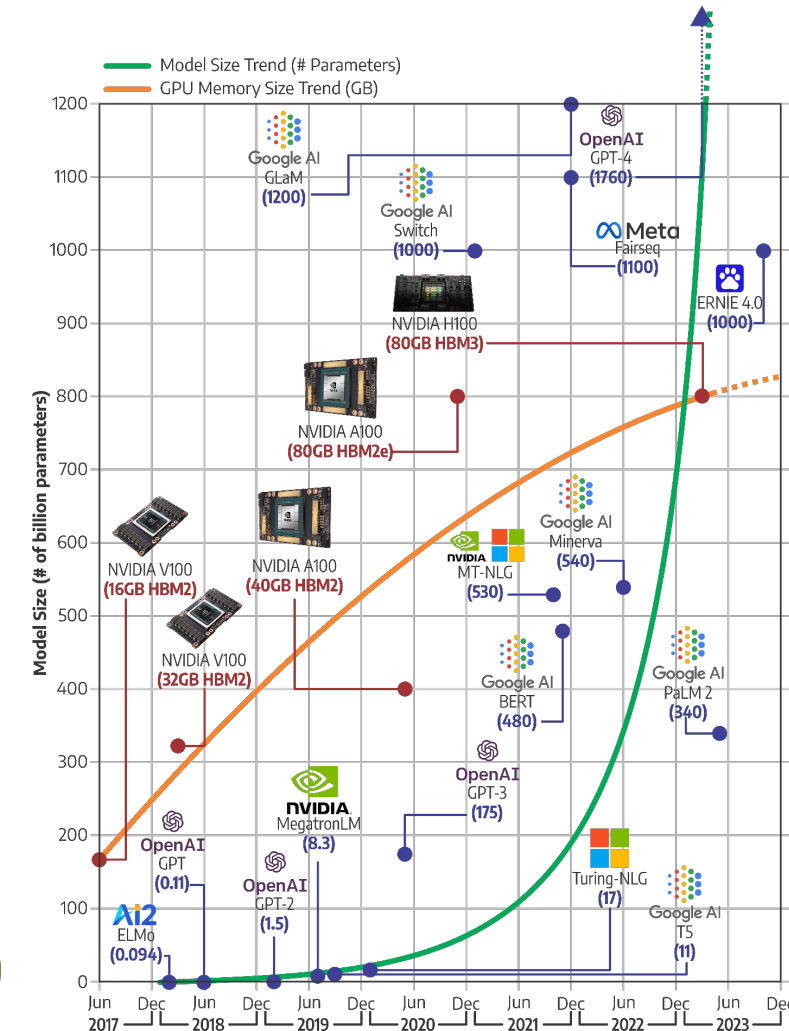 Model Size Trend (# Parameters)
GPU Memory Size Trend (GB)
Model Size (# of billion parameters)
1200
1100
1000
900
800
700
600
500
400
300
200
100
0
Google AI
GLaM
(1200)
OpenAI
GPT-4
(1760)
Google AI
Switch
(1000)
Meta
Fairseq
(1100)
ERNIE 4.0
(1000)
NVIDIA H100
(80GB HBM3)
NVIDIA A100
(80GB HBM2e)
Google AI
Minerva
(540)
NVIDIA
MT-NLG
(530)
NVIDIA V100
(16GB HBM2)
NVIDIA A100
(40GB HBM2)
NVIDIA V100
(32GB HBM2)
Google AI
BERT
(480)
Google AI
PaLM 2
(340)
OpenAI
GPT-3
(175)
NVIDIA.
MegatronLM
(8.3)
OpenAI
GPT
(0.11)
OpenAI
GPT-2
(1.5)
Turing-NLG
(17)
Google AI
T5
(11)
Ai2
ELMo
(0.094)
Jun Dec Jun Dec Jun Dec Jun Dec Jun Dec Jun Dec Jun Dec
2017 2018 2019 2020 2021 2022 2023